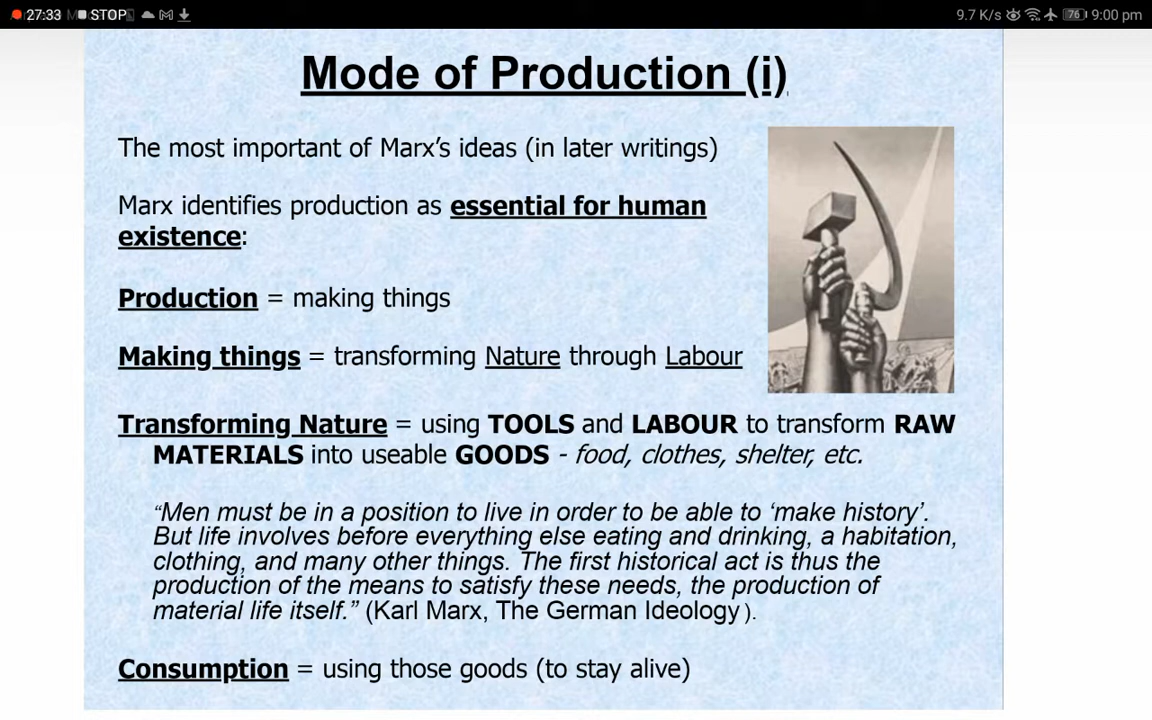 27:33 STOP 9.7 K/s 76 9:00 pm
Mode of Production (i)
The most important of Marx's ideas (in later writings)
Marx identifies production as essential for human
existence:
Production = making things
Making things = transforming Nature through Labour
Transforming Nature = using TOOLS and LABOUR to transform RAW
MATERIALS into useable GOODS - food, clothes, shelter, etc.
“Men must be in a position to live in order to be able to ‘make history’.
But life involves before everything else eating and drinking, a habitation,
clothing, and many other things. The first historical act is thus the
production of the means to satisfy these needs, the production of
material life itself.” (Karl Marx, The German Ideology ).
Consumption = using those goods (to stay alive)